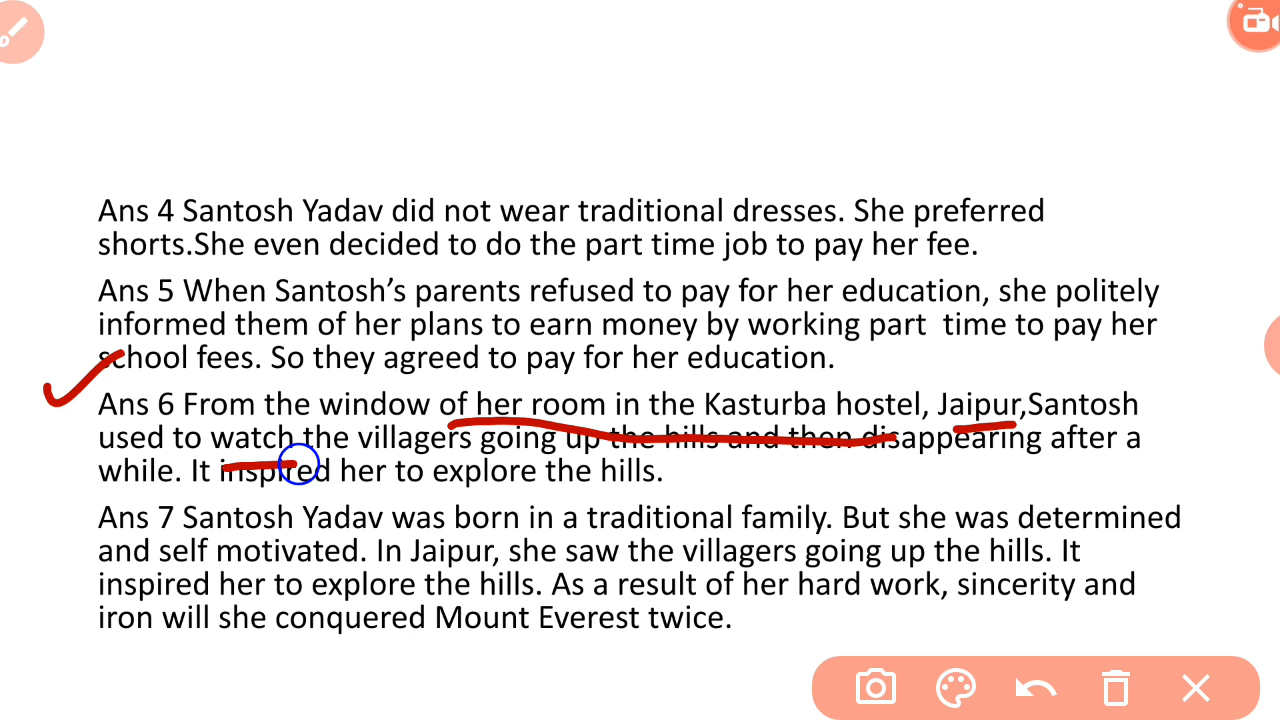 Ans 4 Santosh Yadav did not wear traditional dresses. She preferred
shorts.She even decided to do the part time job to pay her fee.
Ans 5 When Santosh’s parents refused to pay for her education, she politely
informed them of her plans to earn money by working part  time to pay her
school fees. So they agreed to pay for her education.
Ans 6 From the window of her room in the Kasturba hostel, Jaipur,Santosh
used to watch the villagers going up the hills and then disappearing after a
while. It inspired her to explore the hills.
Ans 7 Santosh Yadav was born in a traditional family. But she was determined
and self motivated. In Jaipur, she saw the villagers going up the hills. It
inspired her to explore the hills. As a result of her hard work, sincerity and
iron will she conquered Mount Everest twice.